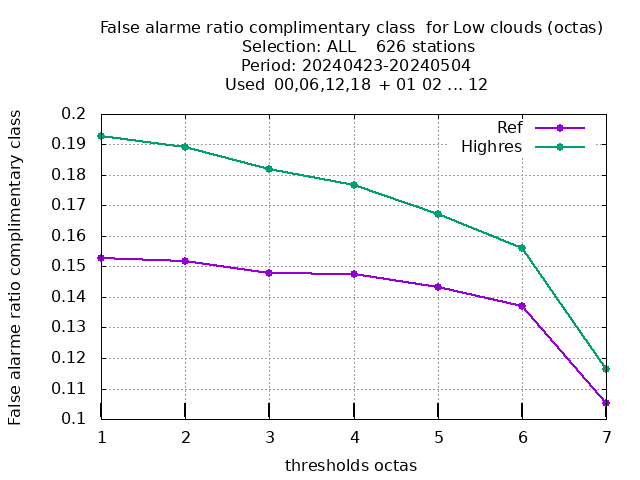 False alarme ratio complimentary class  for Low clouds (octas)
Selection: ALL    626 stations
Period: 20240423-20240504
Used  00,06,12,18 + 01 02 ... 12
Ref
Highres
False alarme ratio complimentary class
0.2
0.19
0.18
0.17
0.16
0.15
0.14
0.13
0.12
0.11
0.1
1 2 3 4 5 6 7
thresholds octas